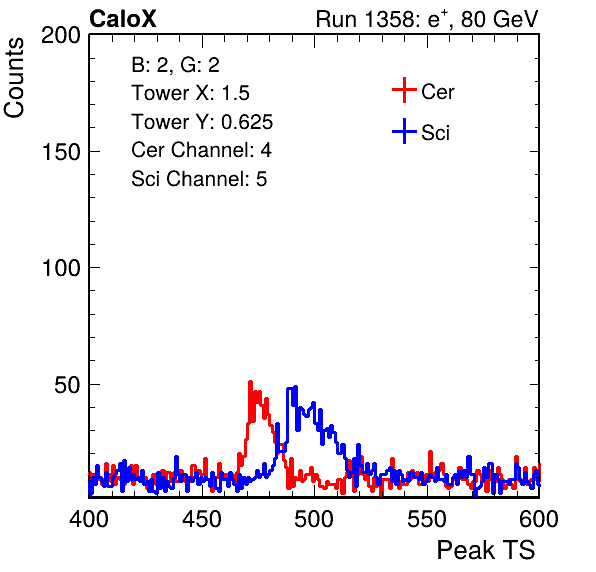 CaloX Run 1358: e⁺, 80 GeV
Counts
200
150
100
50
B: 2, G: 2
Tower X: 1.5
Tower Y: 0.625
Cer Channel: 4
Sci Channel: 5
Cer
Sci
400 450 500 550 600
Peak TS